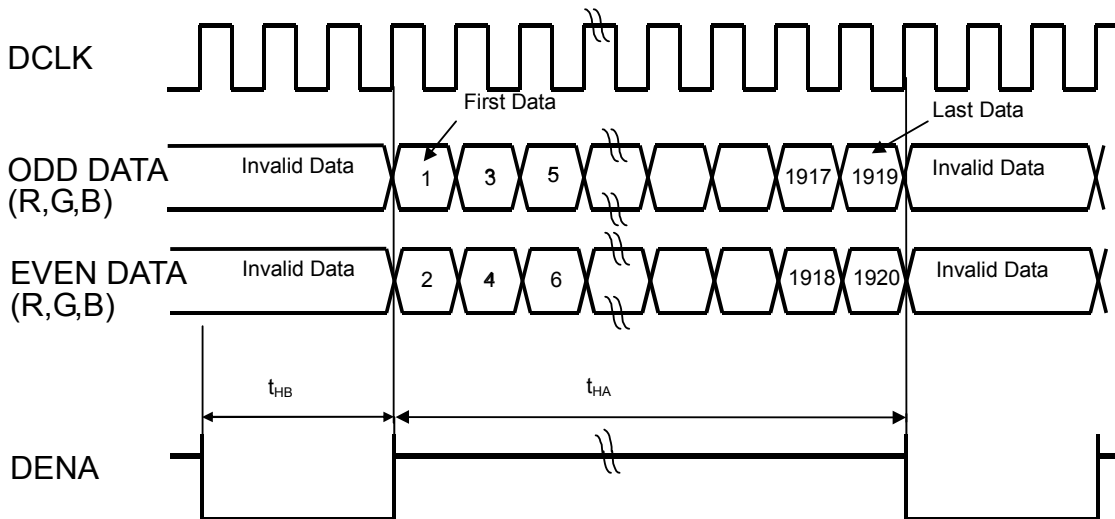 DCLK
First Data
Last Data
ODD DATA
(R,G,B)
Invalid Data
1
3
5
1917
1919
Invalid Data
EVEN DATA
(R,G,B)
Invalid Data
2
4
6
1918
1920
Invalid Data
tHB
tHA
DENA